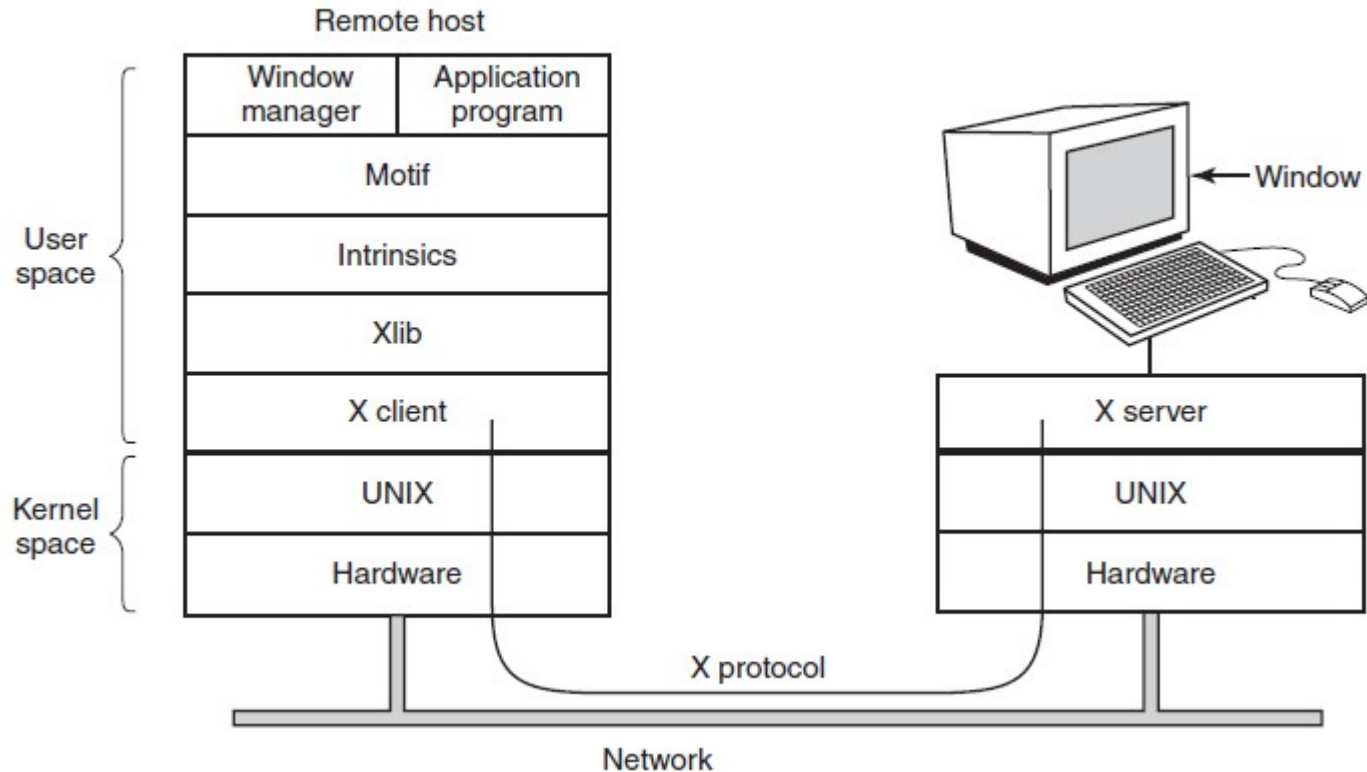 Remote host
Window
manager
Application
program
Motif
Intrinsics
Xlib
X client
UNIX
Hardware
User
space
Kernel
space
Window
X server
UNIX
Hardware
X protocol
Network